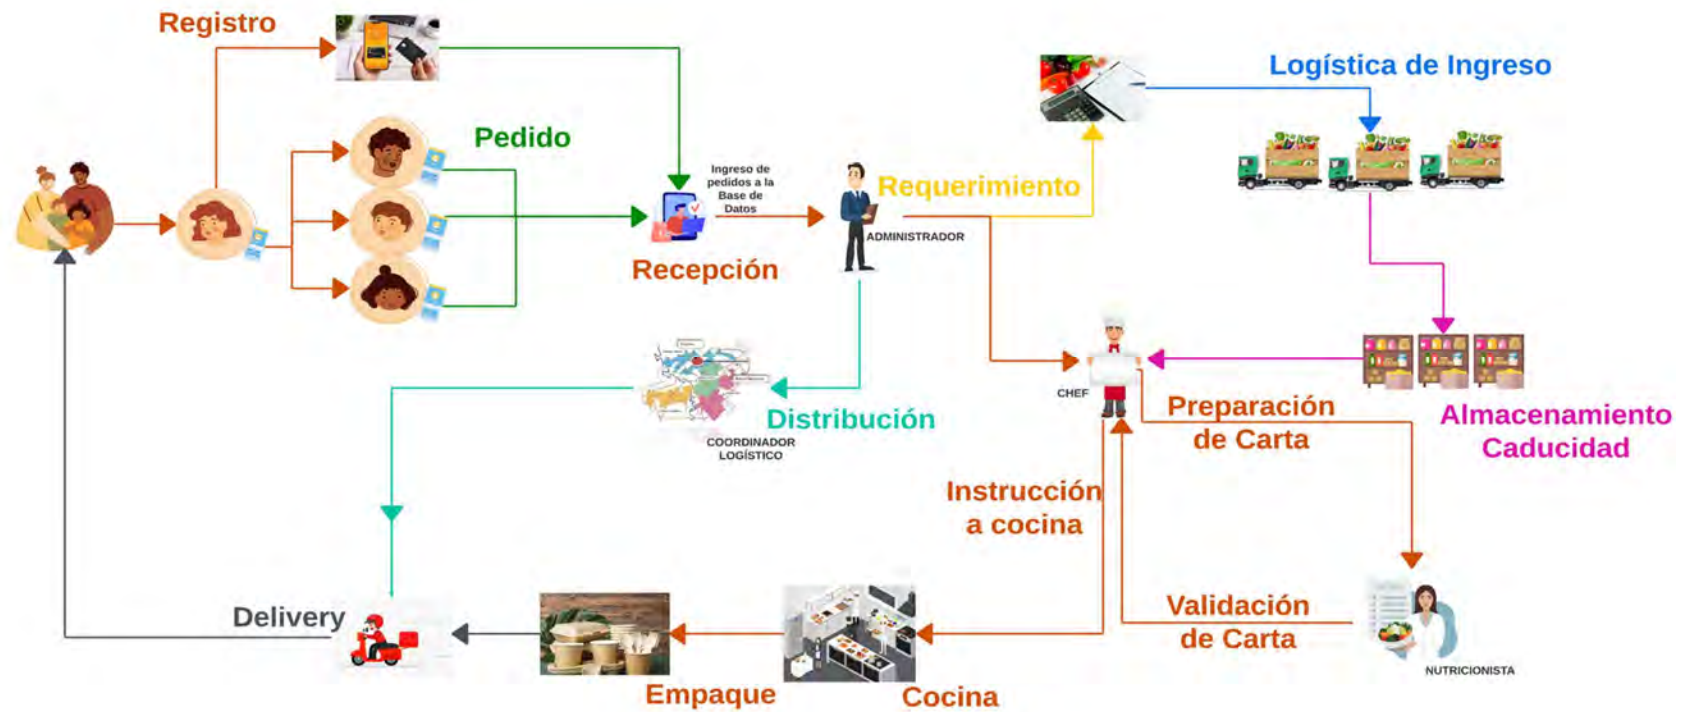 Registro
Logística de Ingreso
Pedido
Ingreso de
pedidos a la
Base de
Datos
Requerimiento
ADMINISTRADOR
Recepción
CHEF
Preparación
de Carta
Almacenamiento
Caducidad
Distribución
COORDINADOR
LOGÍSTICO
Instrucción
a cocina
Validación
de Carta
Delivery
NUTRICIONISTA
Empaque
Cocina